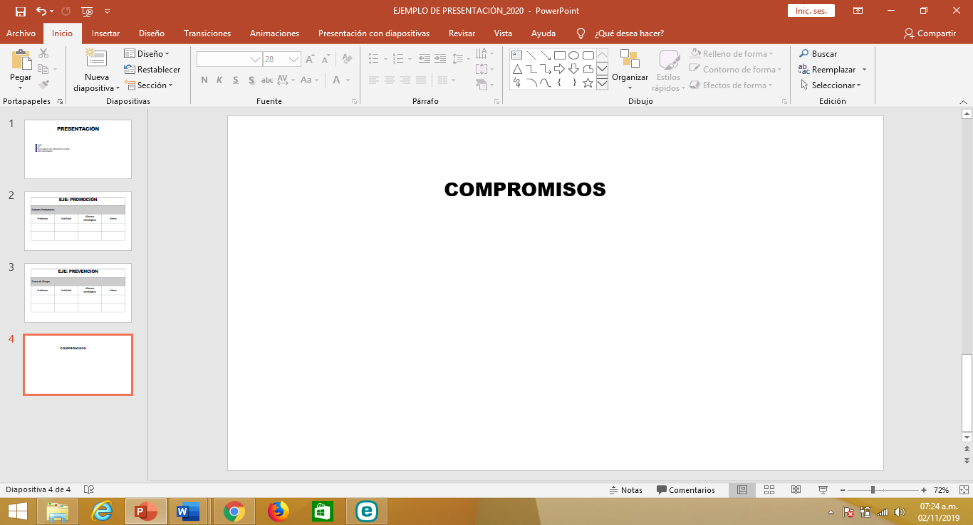 EJEMPLO DE PRESENTACIÓN_2020 - PowerPoint
Inic. ses.
Archivo Inicio Insertar Diseño Transiciones Animaciones Presentación con diapositivas Revisar Vista Ayuda ¿Qué desea hacer? Compartir
Pegar
Nueva diapositiva
Diseño
Restablecer
Sección
28
N K S S abc AV Aa A
Organizar
Estilos rápidos
Relleno de forma
Contorno de forma
Efectos de forma
Buscar
Reemplazar
Seleccionar
Portapapeles Diapositivas Fuente Párrafo Dibujo Edición
1
PRESENTACIÓN
2
EJE: PROMOCIÓN
3
EJE: PREVENCIÓN
4
COMPROMISOS
COMPROMISOS
Diapositiva 4 de 4 Notas Comentarios 72%
07:24 a.m.
02/11/2019